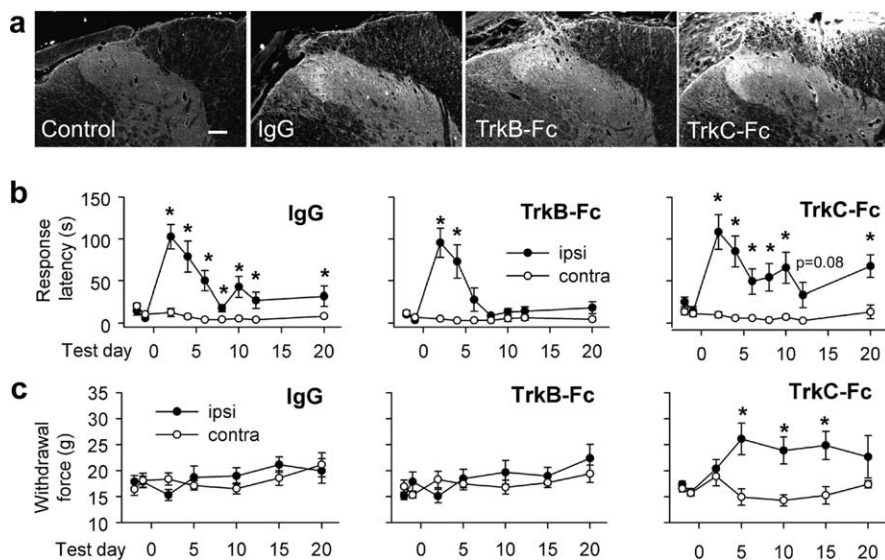 a
Control
IgG
TrkB-Fc
TrkC-Fc
b
Response
latency (s)
150
100
50
0
IgG
* * * * * * *
TrkB-Fc
* *
ipsi
contra
TrkC-Fc
* * * * * *
p=0.08
Test day 0 5 10 15 20
0 5 10 15 20
0 5 10 15 20
c
Withdrawal
force (g)
35
30
25
20
15
10
IgG
ipsi
contra
TrkB-Fc
TrkC-Fc
* * *
Test day 0 5 10 15 20
0 5 10 15 20
0 5 10 15 20